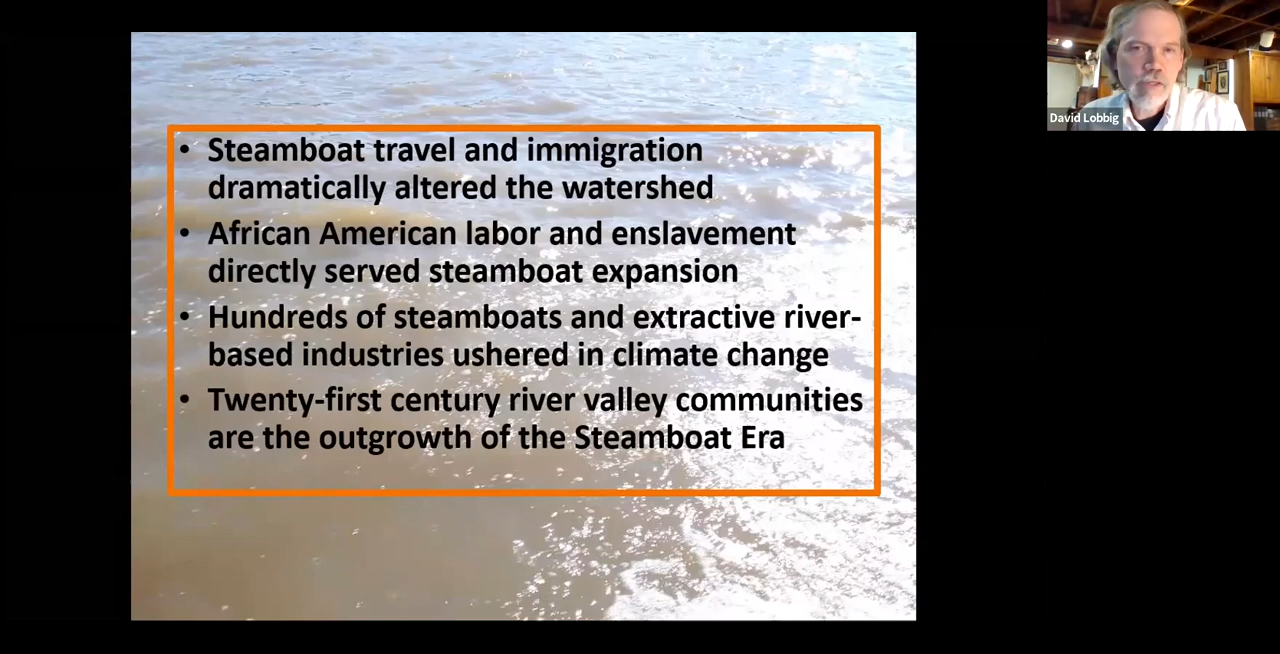 • Steamboat travel and immigration
dramatically altered the watershed
• African American labor and enslavement
directly served steamboat expansion
• Hundreds of steamboats and extractive river-
based industries ushered in climate change
• Twenty-first century river valley communities
are the outgrowth of the Steamboat Era
David Lobbig